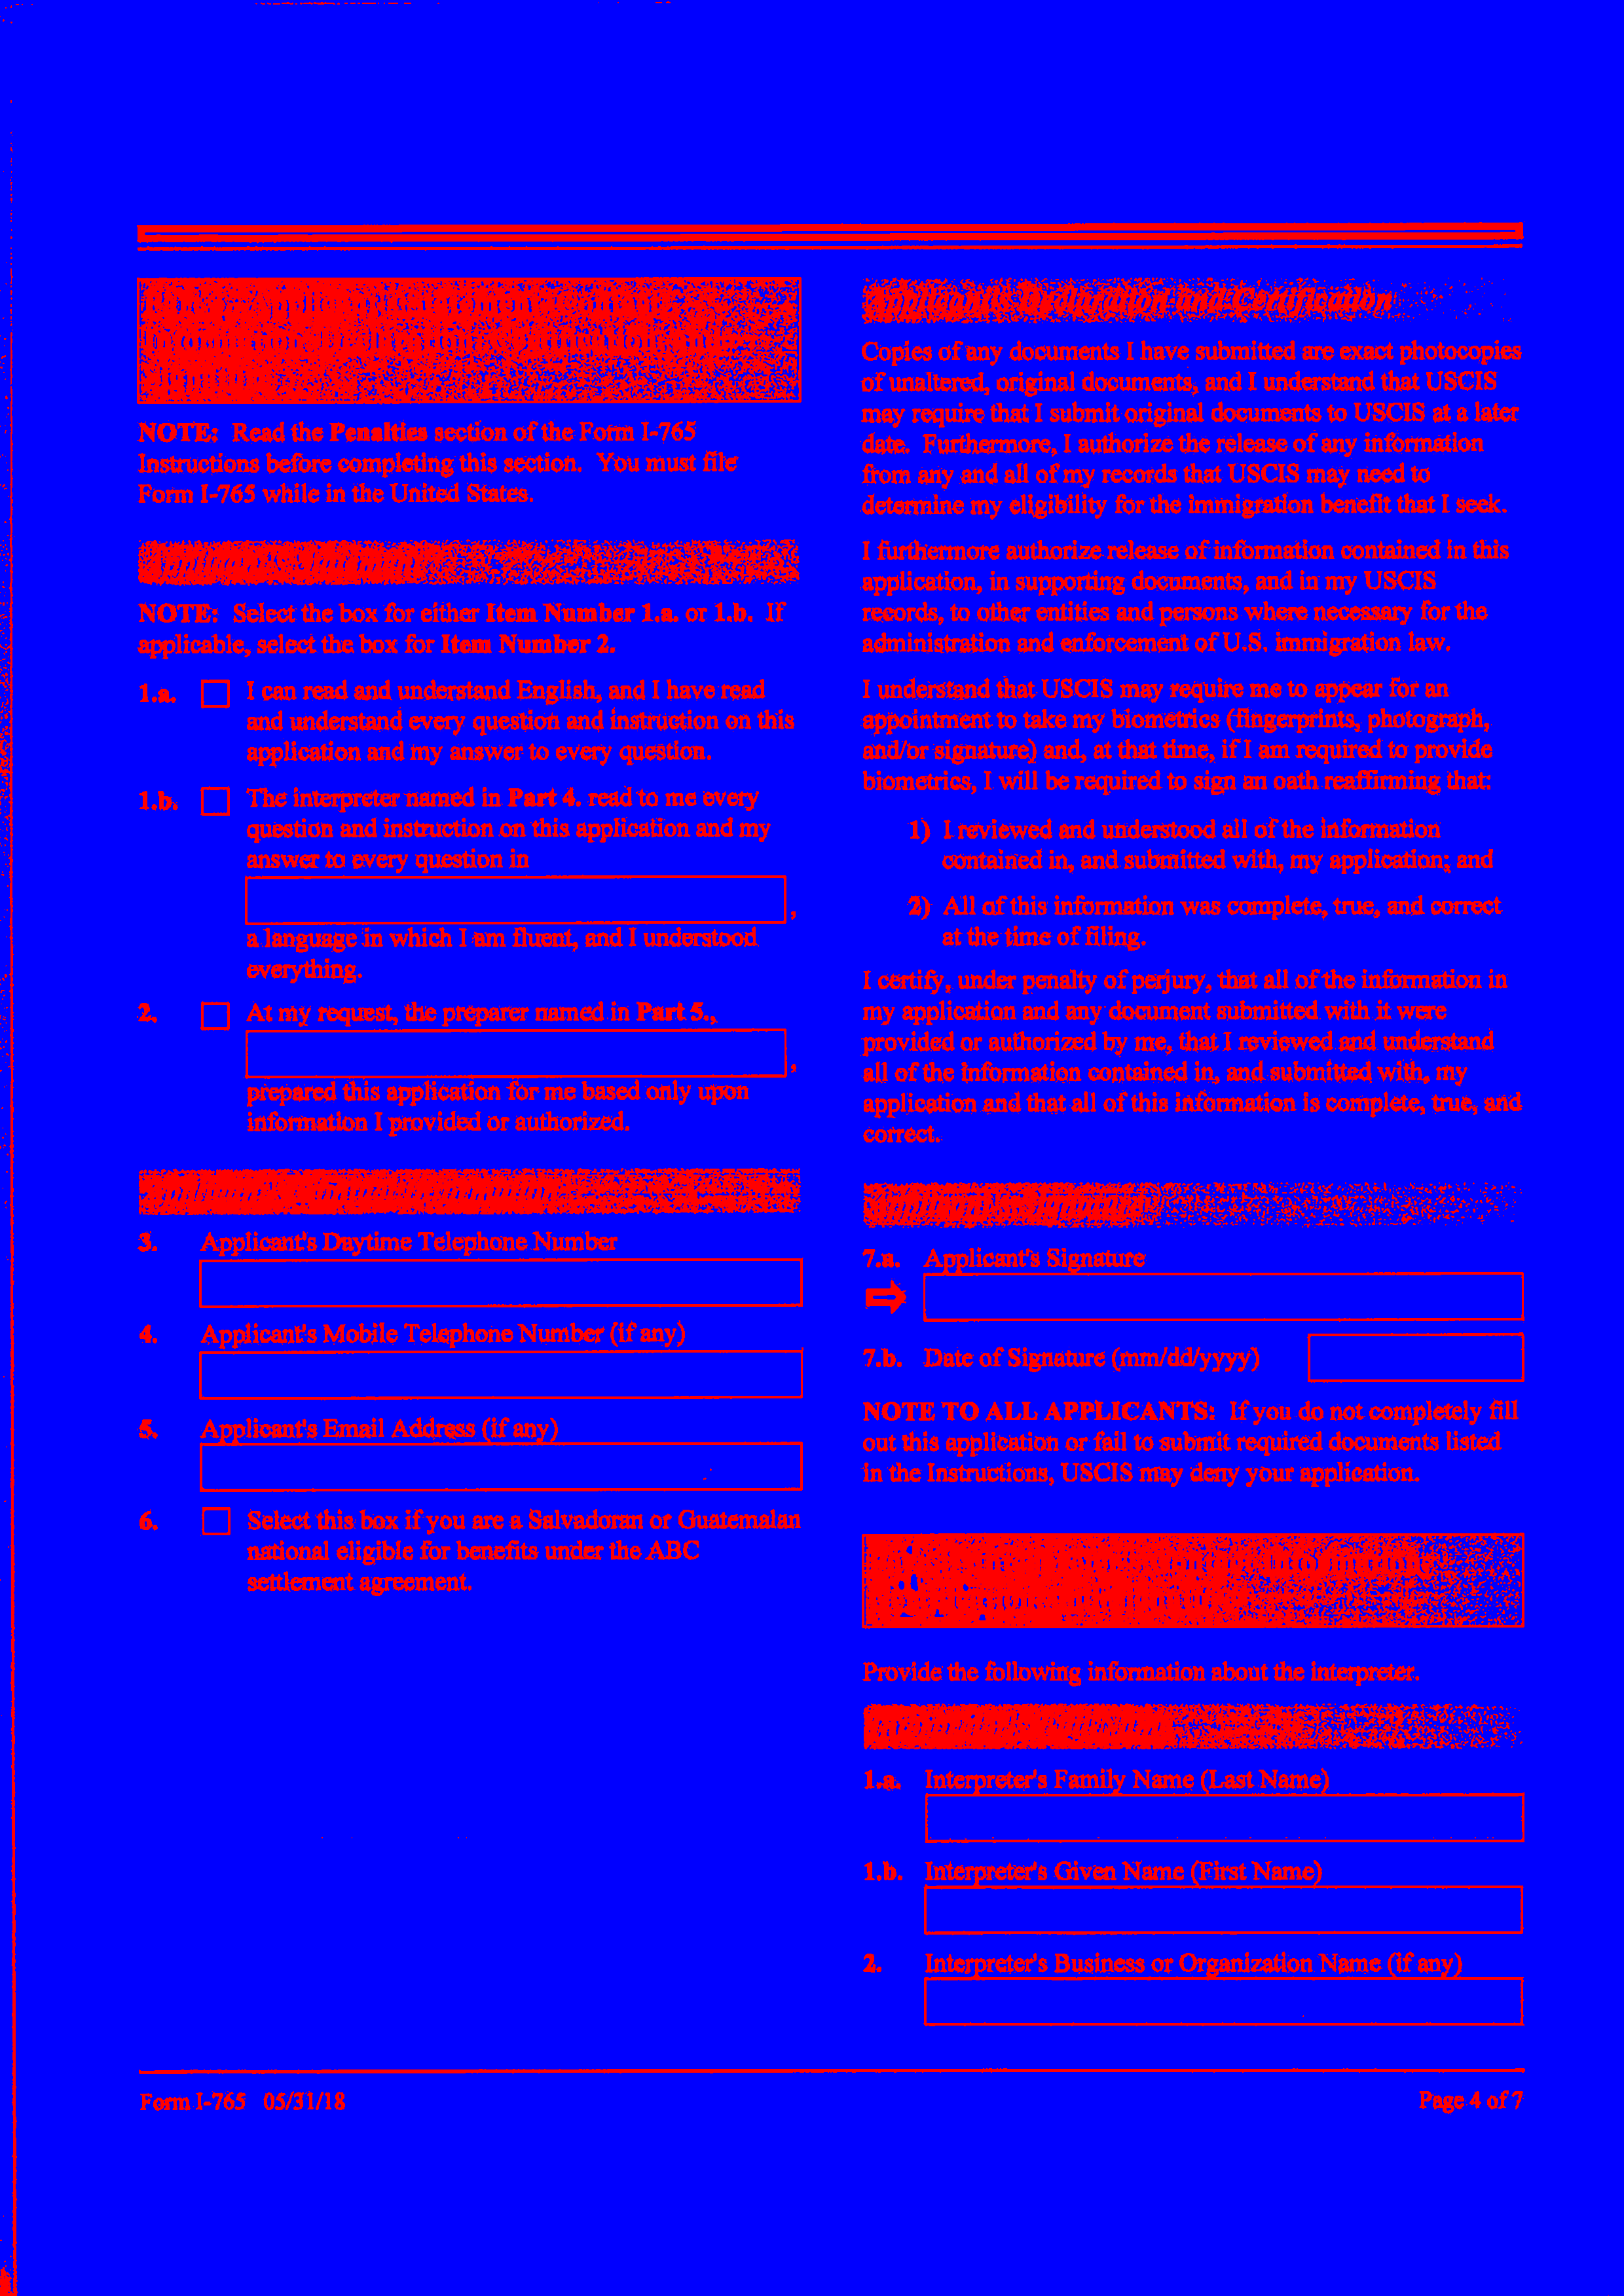 Applicant's Declaration and Certification
NOTE: Read the Penalties section of the Form I-765
Instructions before completing this section. You must file
Form I-765 while in the United States.
NOTE: Select the box for either Item Number 1.a. or 1.b. If
applicable, select the box for Item Number 2.
1.a. I can read and understand English, and I have read
and understand every question and instruction on this
application and my answer to every question.
1.b. The interpreter named in Part 4. read to me every
question and instruction on this application and my
answer to every question in
,
a language in which I am fluent, and I understood
everything.
2. At my request, the preparer named in Part 5.,
,
prepared this application for me based only upon
information I provided or authorized.
3. Applicant's Daytime Telephone Number
4. Applicant's Mobile Telephone Number (if any)
5. Applicant's Email Address (if any)
6. Select this box if you are a Salvadoran or Guatemalan
national eligible for benefits under the ABC
settlement agreement.
Copies of any documents I have submitted are exact photocopies
of unaltered, original documents, and I understand that USCIS
may require that I submit original documents to USCIS at a later
date. Furthermore, I authorize the release of any information
from any and all of my records that USCIS may need to
determine my eligibility for the immigration benefit that I seek.
I furthermore authorize release of information contained in this
application, in supporting documents, and in my USCIS
records, to other entities and persons where necessary for the
administration and enforcement of U.S. immigration law.
I understand that USCIS may require me to appear for an
appointment to take my biometrics (fingerprints, photograph,
and/or signature) and, at that time, if I am required to provide
biometrics, I will be required to sign an oath reaffirming that:
1) I reviewed and understood all of the information
contained in, and submitted with, my application; and
2) All of this information was complete, true, and correct
at the time of filing.
I certify, under penalty of perjury, that all of the information in
my application and any document submitted with it were
provided or authorized by me, that I reviewed and understand
all of the information contained in, and submitted with, my
application and that all of this information is complete, true, and
correct.
7.a. Applicant's Signature
7.b. Date of Signature (mm/dd/yyyy)
NOTE TO ALL APPLICANTS: If you do not completely fill
out this application or fail to submit required documents listed
in the Instructions, USCIS may deny your application.
Provide the following information about the interpreter.
1.a. Interpreter's Family Name (Last Name)
1.b. Interpreter's Given Name (First Name)
2. Interpreter's Business or Organization Name (if any)
Form I-765 05/31/18
Page 4 of 7